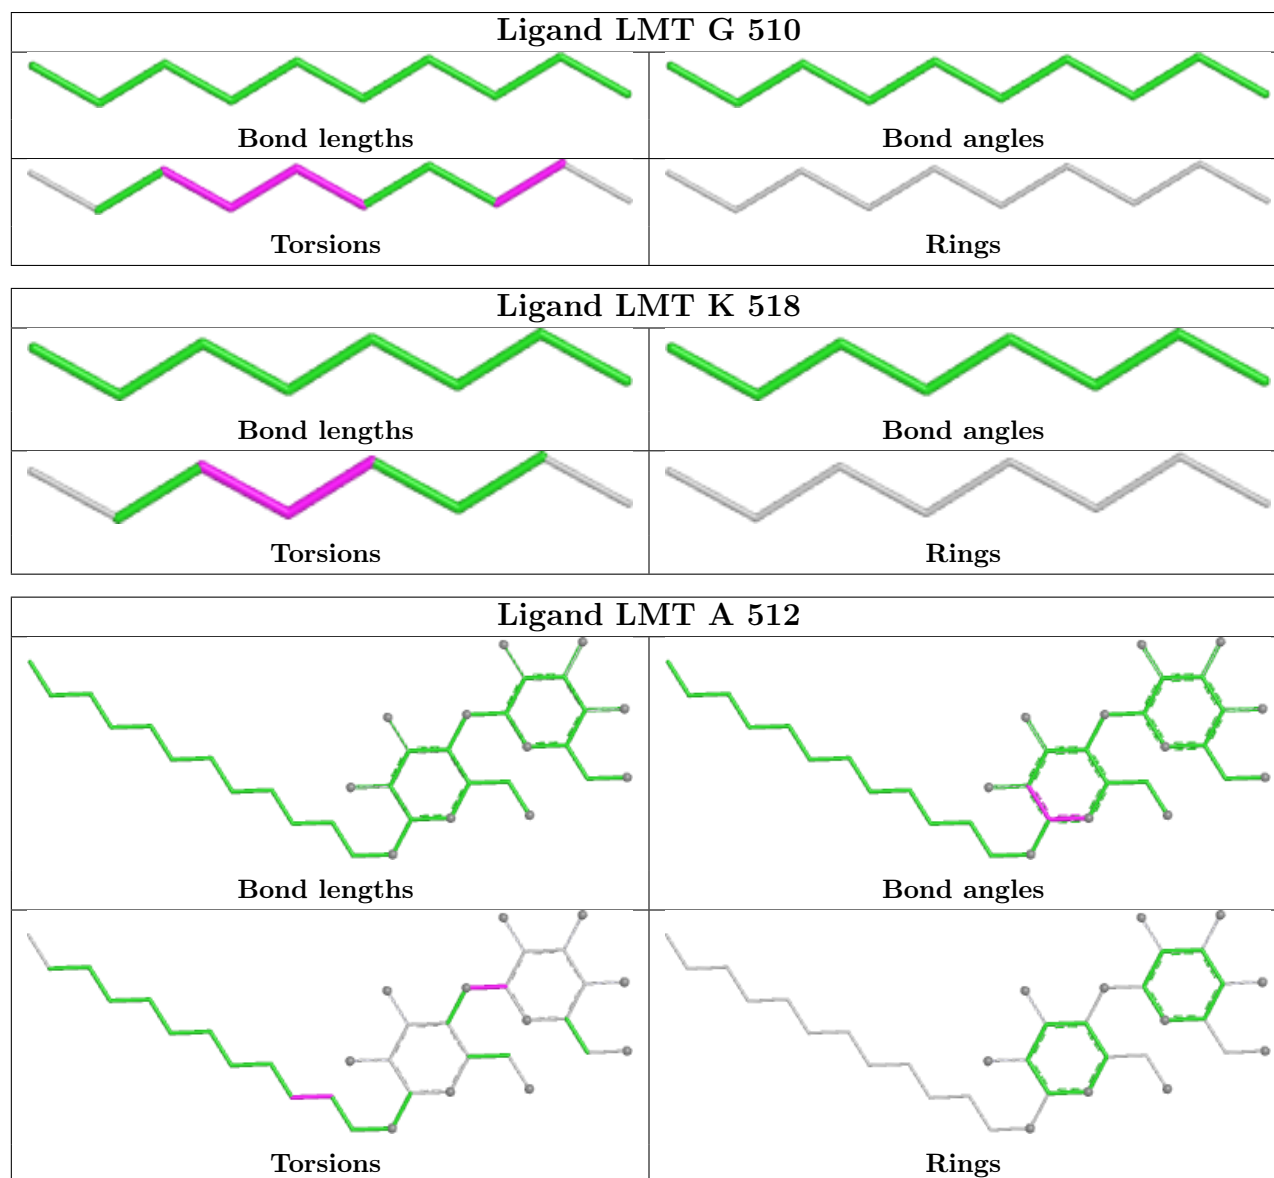 Ligand LMT G 510
Bond lengths
Bond angles
Torsions
Rings
Ligand LMT K 518
Bond lengths
Bond angles
Torsions
Rings
Ligand LMT A 512
Bond lengths
Bond angles
Torsions
Rings